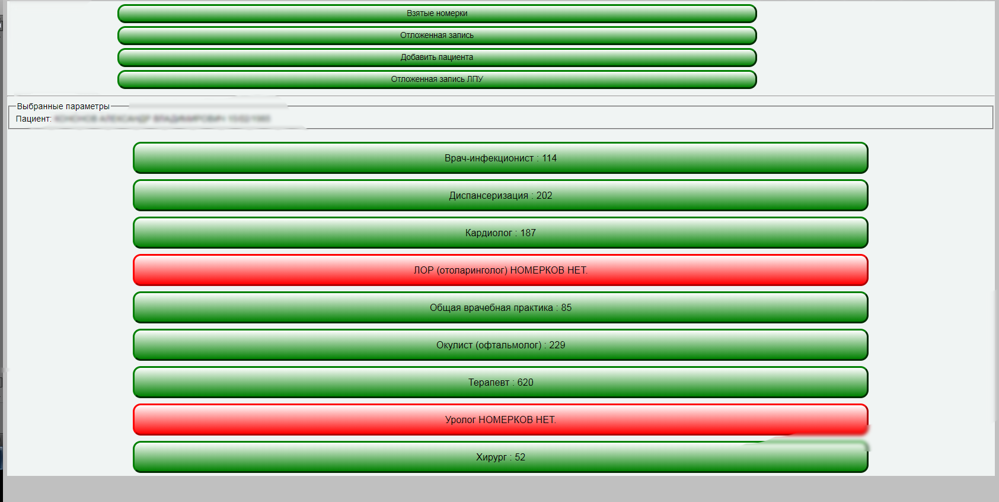 Взятые номерки
Отложенная запись
Добавить пациента
Отложенная запись ЛПУ
Выбранные параметры
Пациент:
Врач-инфекционист : 114
Диспансеризация : 202
Кардиолог : 187
ЛОР (отоларинголог) НОМЕРКОВ НЕТ.
Общая врачебная практика : 85
Окулист (офтальмолог) : 229
Терапевт : 620
Уролог НОМЕРКОВ НЕТ.
Хирург : 52